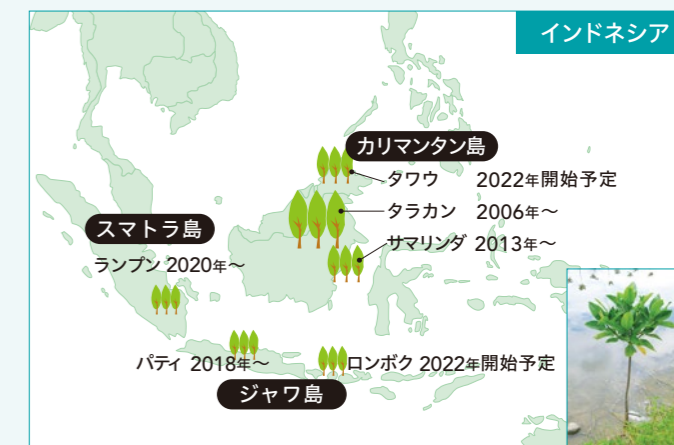 インドネシア
カリマンタン島
タワウ 2022年開始予定
タラカン 2006年～
サマリンダ 2013年～
スマトラ島
ランプン 2020年～
パティ 2018年～
ロンボク 2022年開始予定
ジャワ島